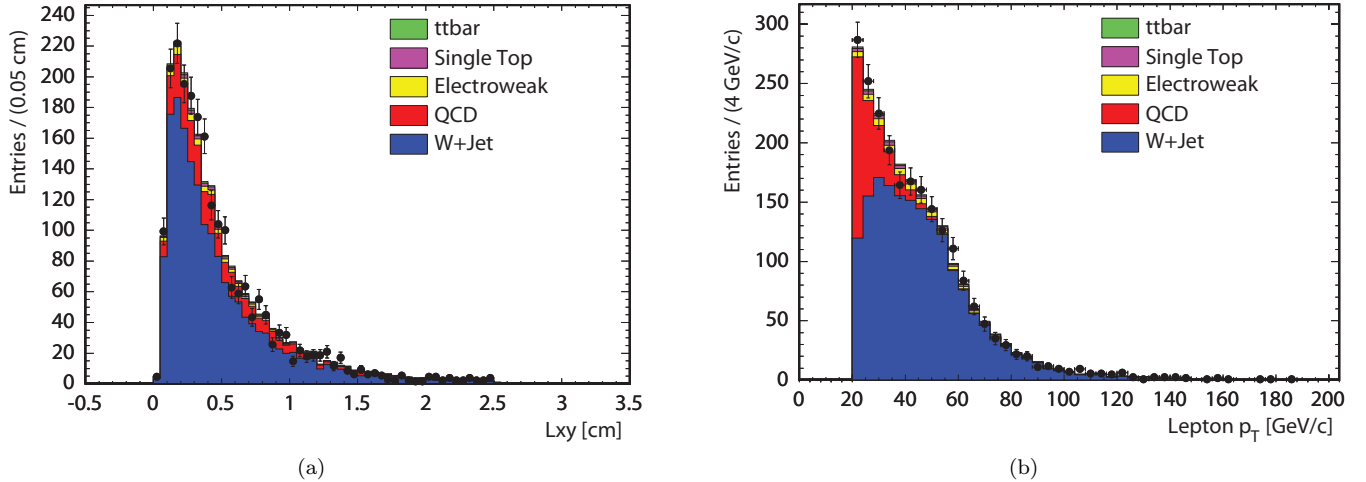 Entries / (0.05 cm)
240
220
200
180
160
140
120
100
80
60
40
20
0
ttbar
Single Top
Electroweak
QCD
W+Jet
-0.5 0 0.5 1 1.5 2 2.5 3 3.5
Lxy [cm]
(a)
Entries / (4 GeV/c)
300
250
200
150
100
50
0
ttbar
Single Top
Electroweak
QCD
W+Jet
0 20 40 60 80 100 120 140 160 180 200
Lepton p_T [GeV/c]
(b)